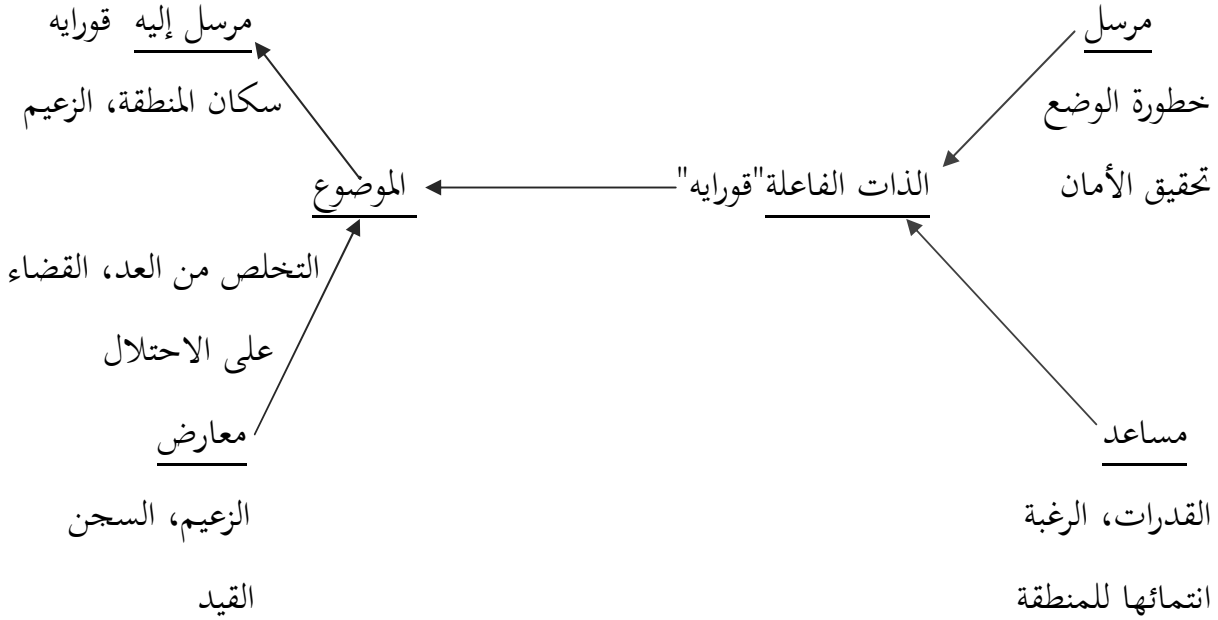 مرسل
مرسل إليه قورايه
خطورة الوضع
سكان المنطقة، الزعيم
تحقيق الأمان
الذات الفاعلة"قورايه"
الموضوع
التخلص من العد، القضاء
على الاحتلال
مساعد
معارض
القدرات، الرغبة
الزعيم، السجن
انتمائها للمنطقة
القيد